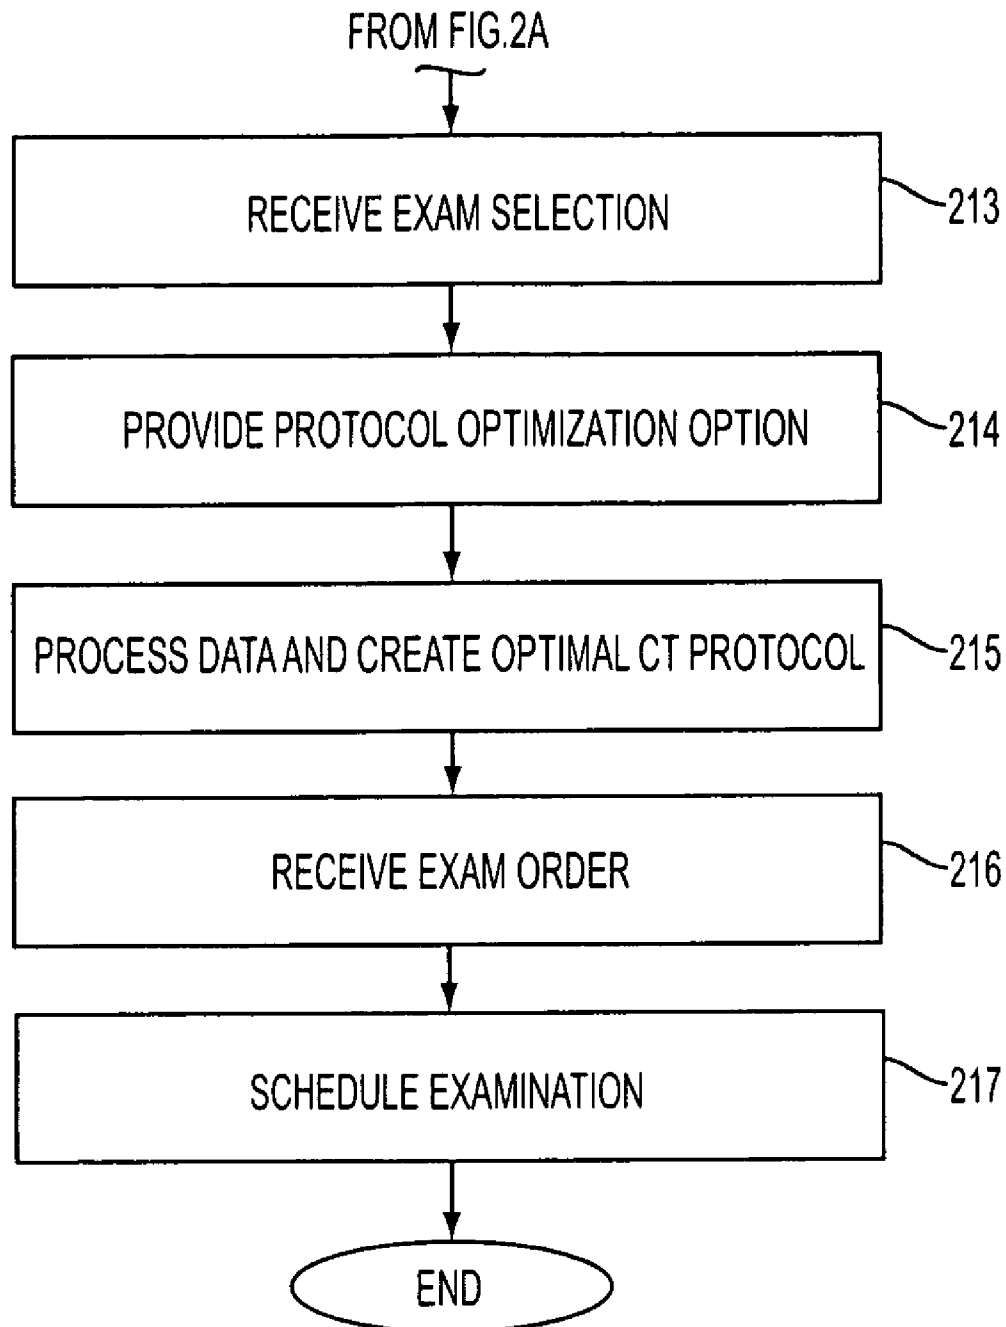 FROM FIG.2A
RECEIVE EXAM SELECTION
213
PROVIDE PROTOCOL OPTIMIZATION OPTION
214
PROCESS DATA AND CREATE OPTIMAL CT PROTOCOL
215
RECEIVE EXAM ORDER
216
SCHEDULE EXAMINATION
217
END